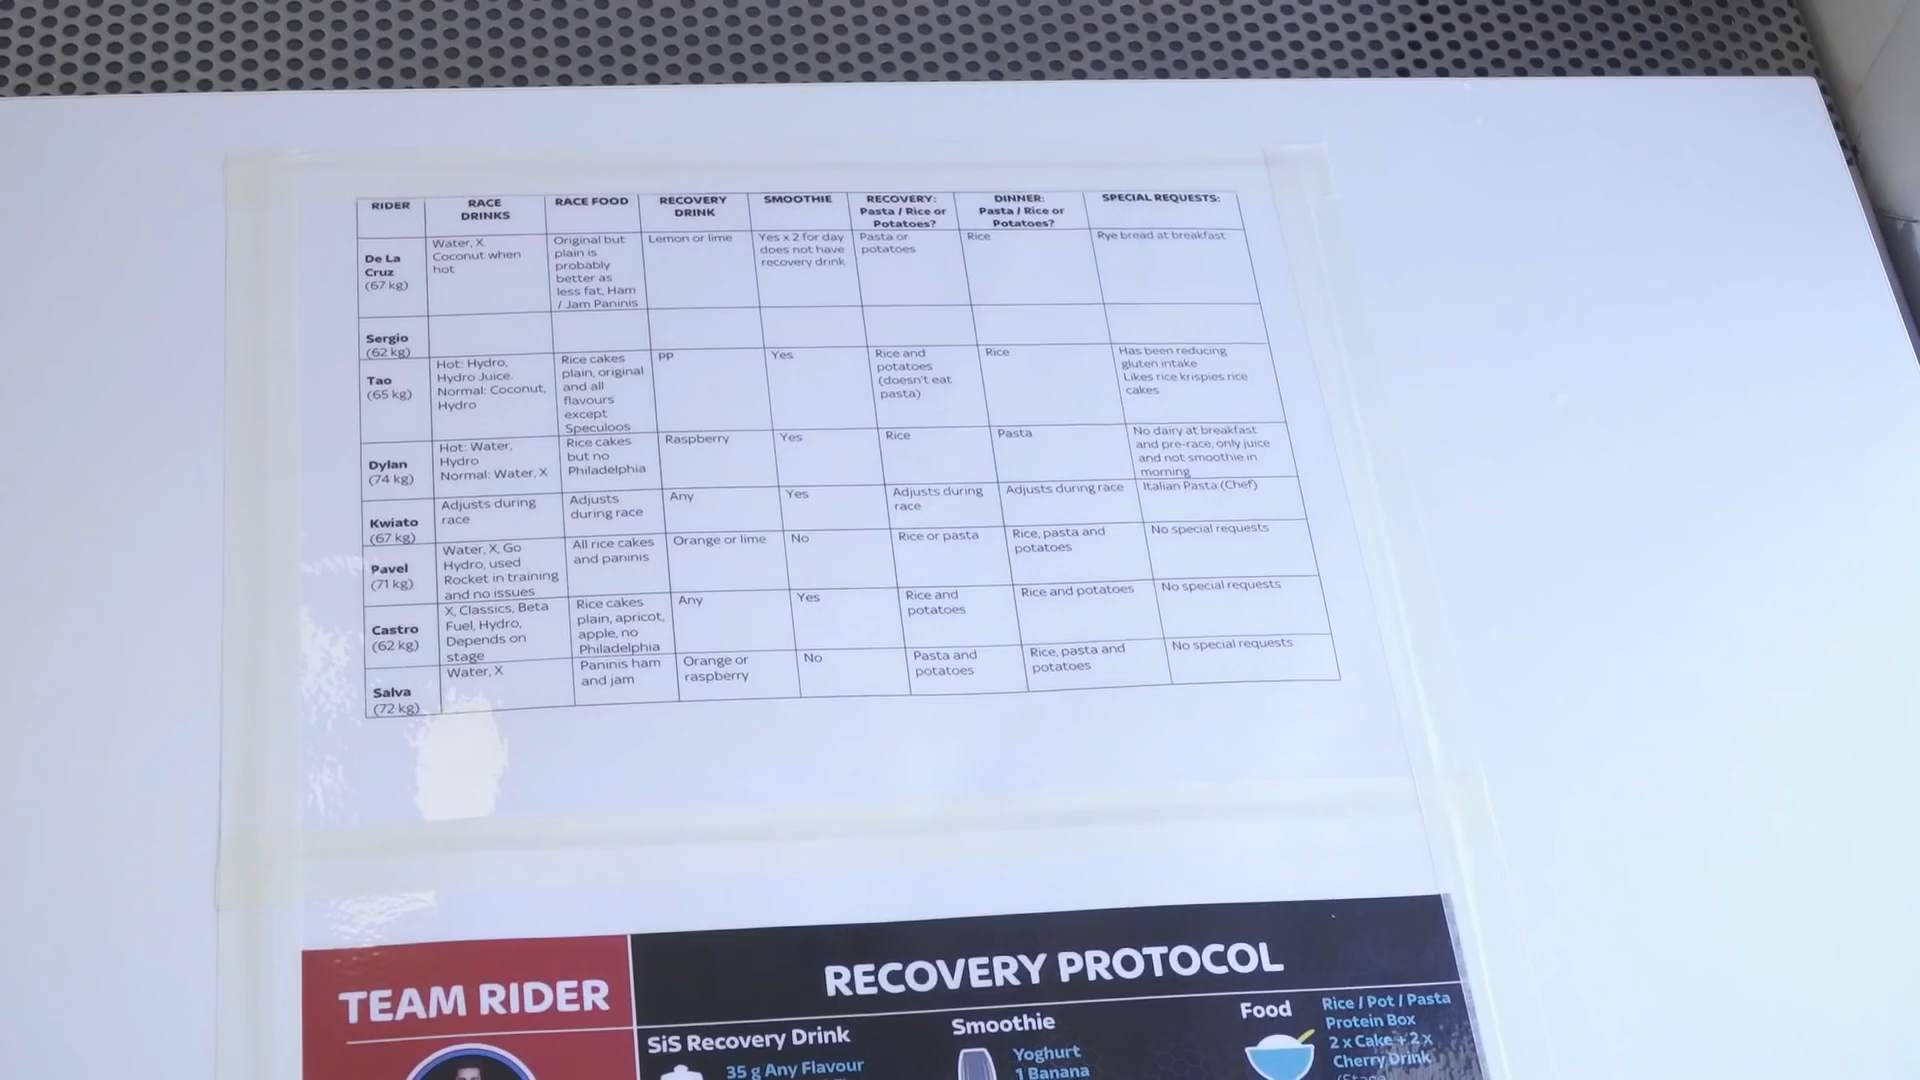 RIDER
RACE
DRINKS
RACE FOOD
RECOVERY
DRINK
SMOOTHIE
RECOVERY:
Pasta / Rice or
Potatoes?
DINNER:
Pasta / Rice or
Potatoes?
SPECIAL REQUESTS:
De La
Cruz
(67 kg)
Water, X.
Coconut when
hot
Original but
plain is
probably
better as
less fat, Ham
/ Jam Paninis
Lemon or lime
Yes x 2 for day
does not have
recovery drink
Pasta or
potatoes
Rice
Rye bread at breakfast
Sergio
(62 kg)
Tao
(65 kg)
Hot: Hydro,
Hydro Juice.
Normal: Coconut,
Hydro
Rice cakes
plain, original
and all
flavours
except
Speculoos
PP
Yes
Rice and
potatoes
(doesn't eat
pasta)
Rice
Has been reducing
gluten intake
Likes rice krispies rice
cakes
Dylan
(74 kg)
Hot: Water,
Hydro
Normal: Water, X
Rice cakes
but no
Philadelphia
Raspberry
Yes
Rice
Pasta
No dairy at breakfast
and pre-race, only juice
and not smoothie in
morning
Kwiato
(67 kg)
Adjusts during
race
Adjusts
during race
Any
Yes
Adjusts during
race
Adjusts during race
Italian Pasta (Chef)
Pavel
(71 kg)
Water, X, Go
Hydro, used
Rocket in training
and no issues
All rice cakes
and paninis
Orange or lime
No
Rice or pasta
Rice, pasta and
potatoes
No special requests
Castro
(62 kg)
X, Classics, Beta
Fuel, Hydro,
Depends on
stage
Rice cakes
plain, apricot,
apple, no
Philadelphia
Any
Yes
Rice and
potatoes
Rice and potatoes
No special requests
Salva
(72 kg)
Water, X
Paninis ham
and jam
Orange or
raspberry
No
Pasta and
potatoes
Rice, pasta and
potatoes
No special requests
TEAM RIDER
RECOVERY PROTOCOL
SiS Recovery Drink
35 g Any Flavour
Smoothie
Yoghurt
1 Banana
Food
Rice / Pot / Pasta
Protein Box
2 x Cake + 2 x
Cherry Drink